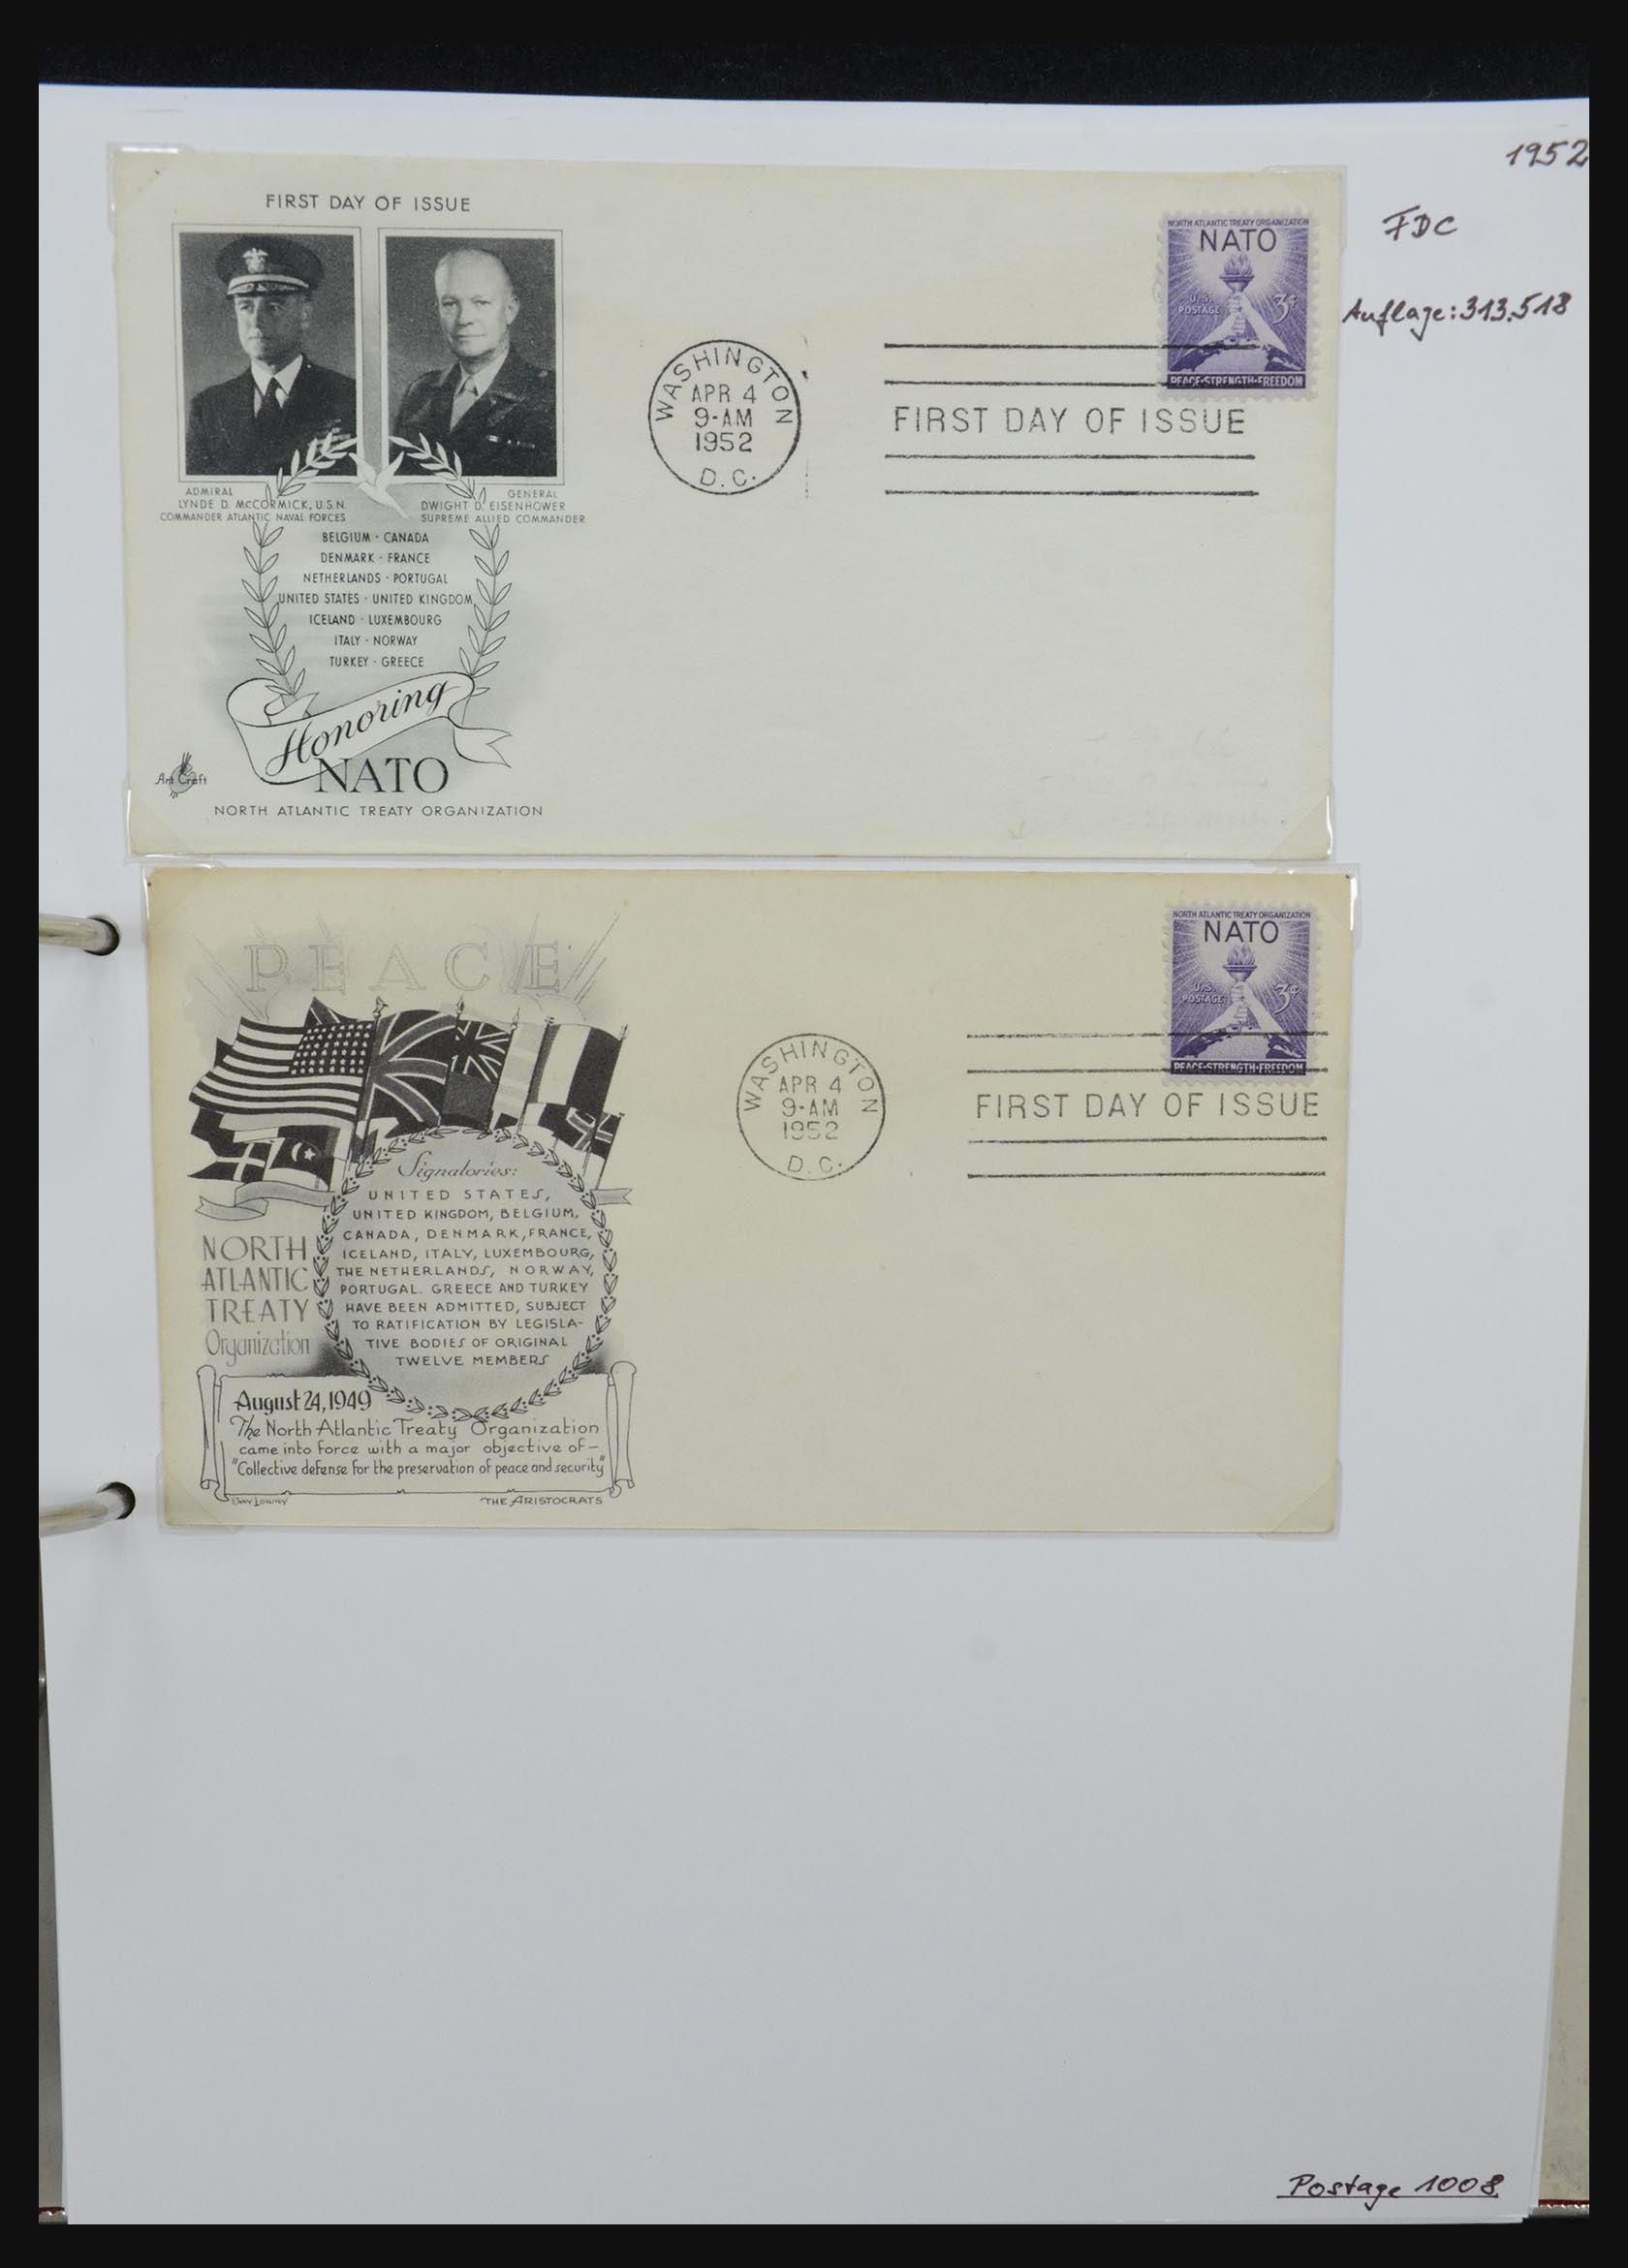 1952
FDC
Auflage: 313.518
FIRST DAY OF ISSUE
NORTH ATLANTIC TREATY ORGANIZATION
NATO
U.S. POSTAGE
3¢
PEACE·STRENGTH·FREEDOM
WASHINGTON
APR 4
9-AM
1952
D.C.
FIRST DAY OF ISSUE
ADMIRAL
LYNDE D. McCORMICK, U.S.N.
COMMANDER ATLANTIC NAVAL FORCES
GENERAL
DWIGHT D. EISENHOWER
SUPREME ALLIED COMMANDER
BELGIUM · CANADA
DENMARK · FRANCE
NETHERLANDS · PORTUGAL
UNITED STATES · UNITED KINGDOM
ICELAND · LUXEMBOURG
ITALY · NORWAY
TURKEY · GREECE
Honoring
NATO
Art Craft
NORTH ATLANTIC TREATY ORGANIZATION
PEACE
NORTH ATLANTIC TREATY ORGANIZATION
NATO
U.S. POSTAGE
3¢
PEACE·STRENGTH·FREEDOM
WASHINGTON
APR 4
9-AM
1952
D.C.
FIRST DAY OF ISSUE
Signatories:
UNITED STATES,
UNITED KINGDOM, BELGIUM,
CANADA, DENMARK, FRANCE,
ICELAND, ITALY, LUXEMBOURG,
THE NETHERLANDS, NORWAY,
PORTUGAL. GREECE AND TURKEY
HAVE BEEN ADMITTED, SUBJECT
TO RATIFICATION BY LEGISLA-
TIVE BODIES OF ORIGINAL
TWELVE MEMBERS
NORTH
ATLANTIC
TREATY
Organization
August 24, 1949
The North Atlantic Treaty Organization
came into force with a major objective of—
"Collective defense for the preservation of peace and security"
Day Lowry
THE ARISTOCRATS
Postage 1008